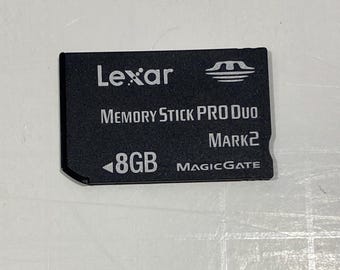 Lexar
MEMORY STICK PRO DUO
MARK2
◄8GB MAGICGATE